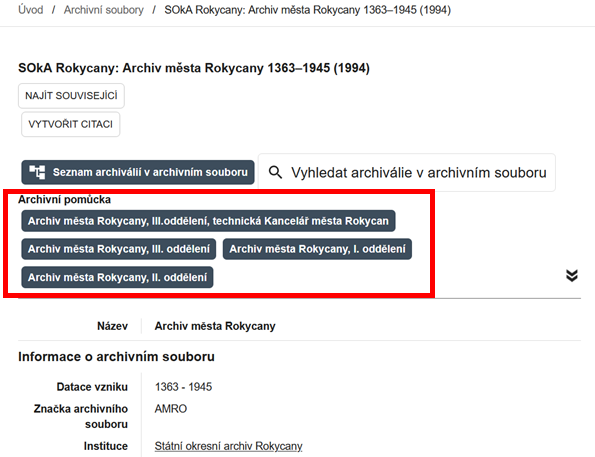 Úvod / Archivní soubory / SOkA Rokycany: Archiv města Rokycany 1363–1945 (1994)
SOkA Rokycany: Archiv města Rokycany 1363–1945 (1994)
NAJÍT SOUVISEJÍCÍ
VYTVOŘIT CITACI
Seznam archiválií v archivním souboru Vyhledat archiválie v archivním souboru
Archivní pomůcka
Archiv města Rokycany, III.oddělení, technická Kancelář města Rokycan
Archiv města Rokycany, III. oddělení Archiv města Rokycany, I. oddělení
Archiv města Rokycany, II. oddělení
Název Archiv města Rokycany
Informace o archivním souboru
Datace vzniku 1363 - 1945
Značka archivního AMRO
souboru
Instituce Státní okresní archiv Rokycany